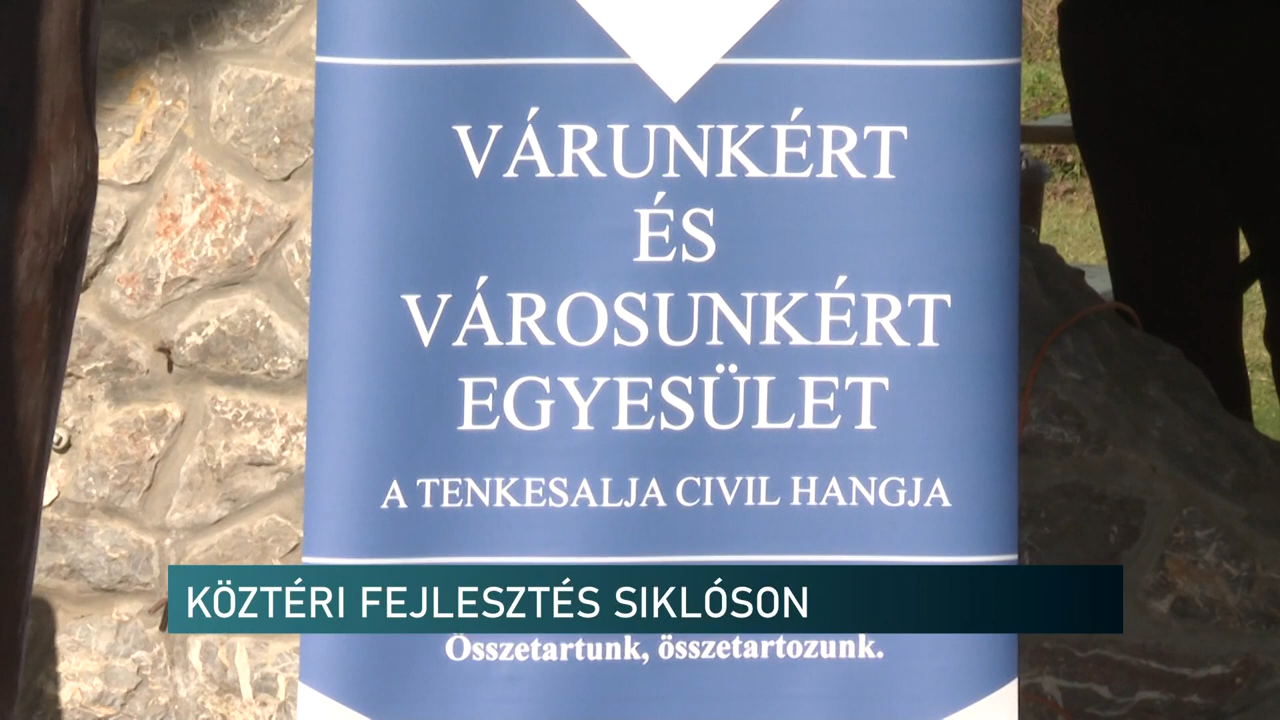 VÁRUNKÉRT
ÉS
VÁROSUNKÉRT
EGYESÜLET
A TENKESALJA CIVIL HANGJA
KÖZTÉRI FEJLESZTÉS SIKLÓSON
Összetartunk, összetartozunk.